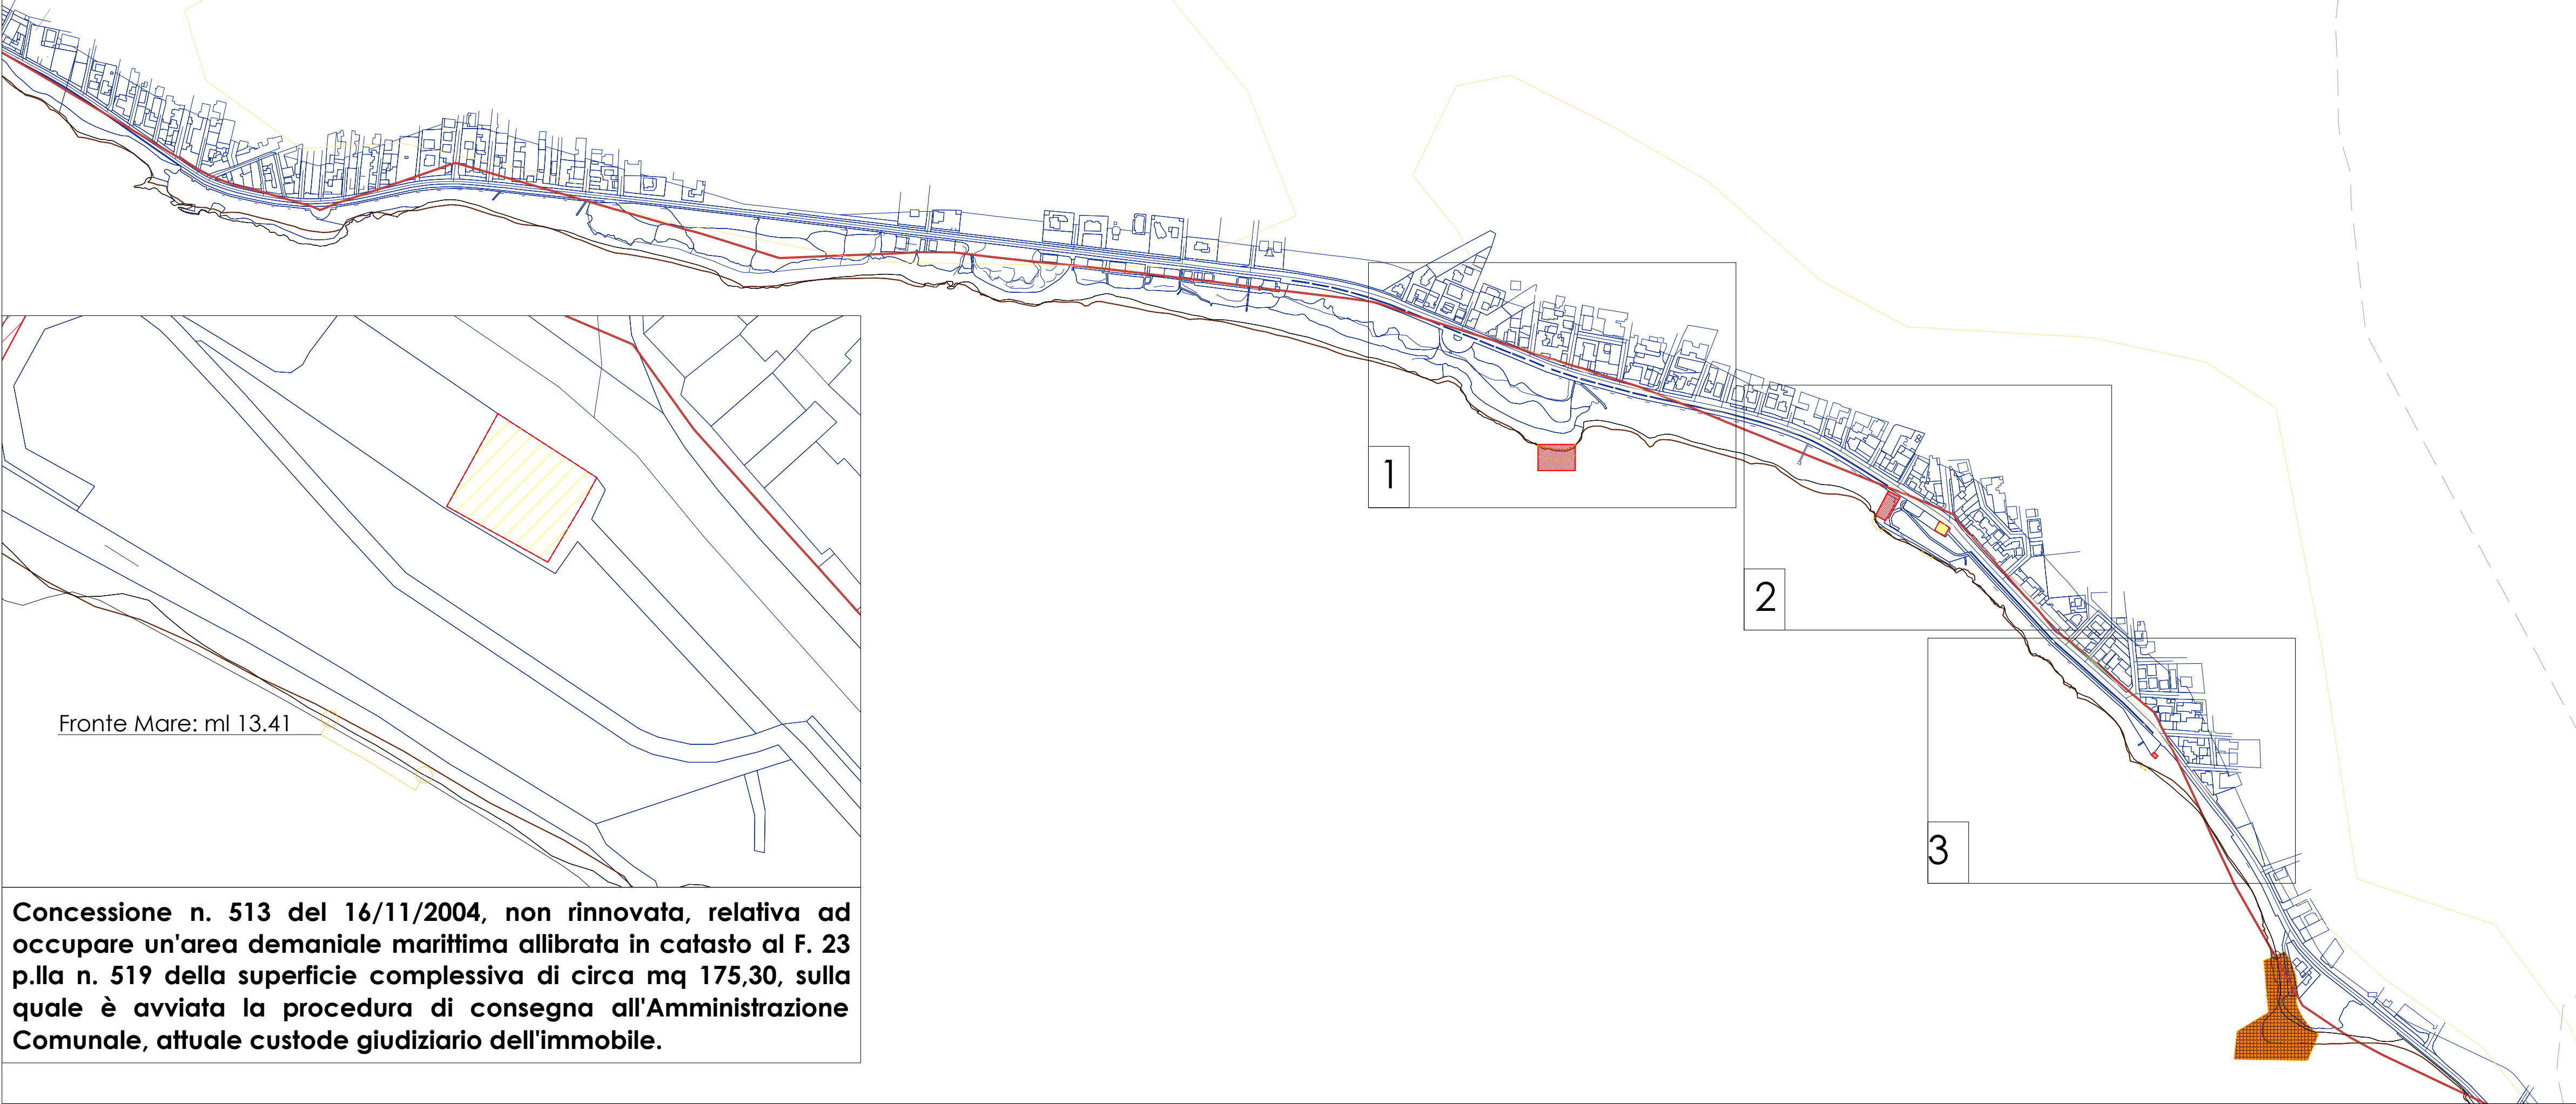 1
2
3
Fronte Mare: ml 13.41
Concessione n. 513 del 16/11/2004, non rinnovata, relativa ad
occupare un'area demaniale marittima allibrata in catasto al F. 23
p.lla n. 519 della superficie complessiva di circa mq 175,30, sulla
quale è avviata la procedura di consegna all'Amministrazione
Comunale, attuale custode giudiziario dell'immobile.